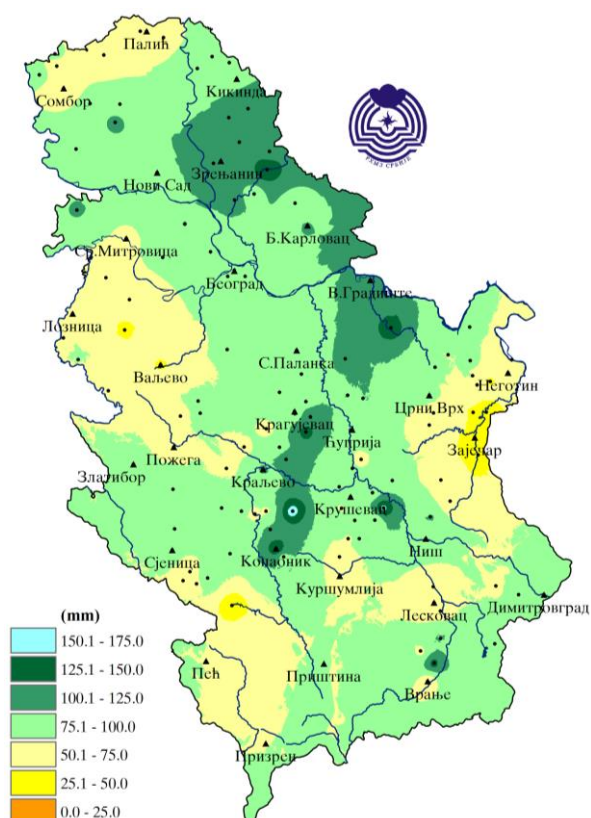 Палић
Сомбор
Кикинда
РХМЗ СРБИЈЕ
Нови Сад
Зрењанин
Ср.Митровица
Б.Карловац
Београд
В.Градиште
Лозница
Ваљево
С.Паланка
Неготин
Црни Врх
Крагујевац
Ћуприја
Зајечар
Пожега
Златибор
Краљево
Крушевац
Ниш
Сјеница
Копаоник
Куршумлија
Лесковац
Димитровград
(mm)
150.1 - 175.0
125.1 - 150.0
100.1 - 125.0
75.1 - 100.0
50.1 - 75.0
25.1 - 50.0
0.0 - 25.0
Пећ
Приштина
Врање
Призрен